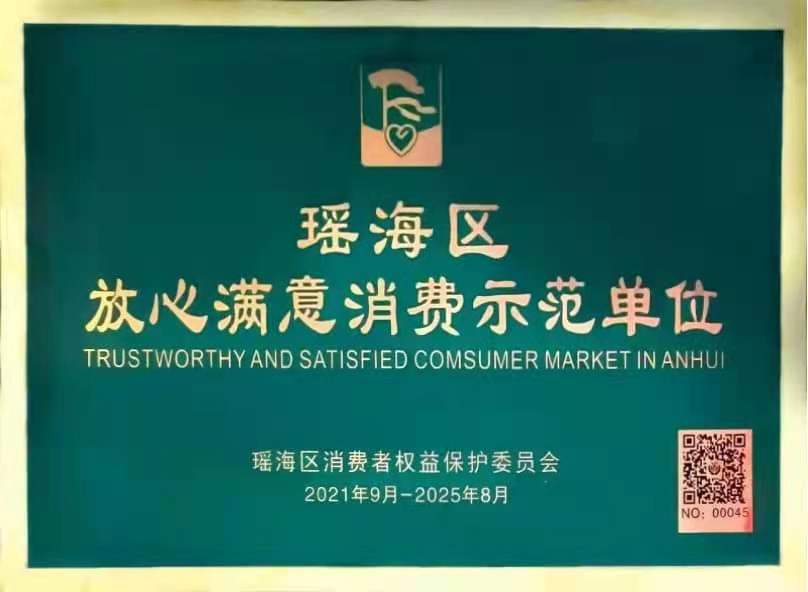 瑶海区
放心满意消费示范单位
TRUSTWORTHY AND SATISFIED COMSUMER MARKET IN ANHUI
瑶海区消费者权益保护委员会
2021年9月-2025年8月
NO：00045